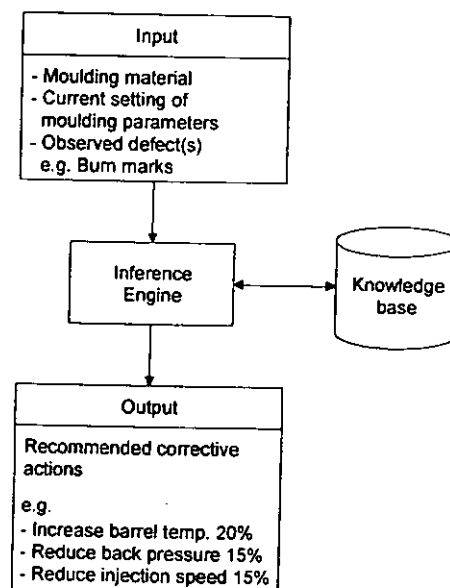 Input
- Moulding material
- Current setting of
moulding parameters
- Observed defect(s)
e.g. Bum marks
Inference
Engine
Knowledge
base
Output
Recommended corrective
actions
e.g.
- Increase barrel temp. 20%
- Reduce back pressure 15%
- Reduce injection speed 15%